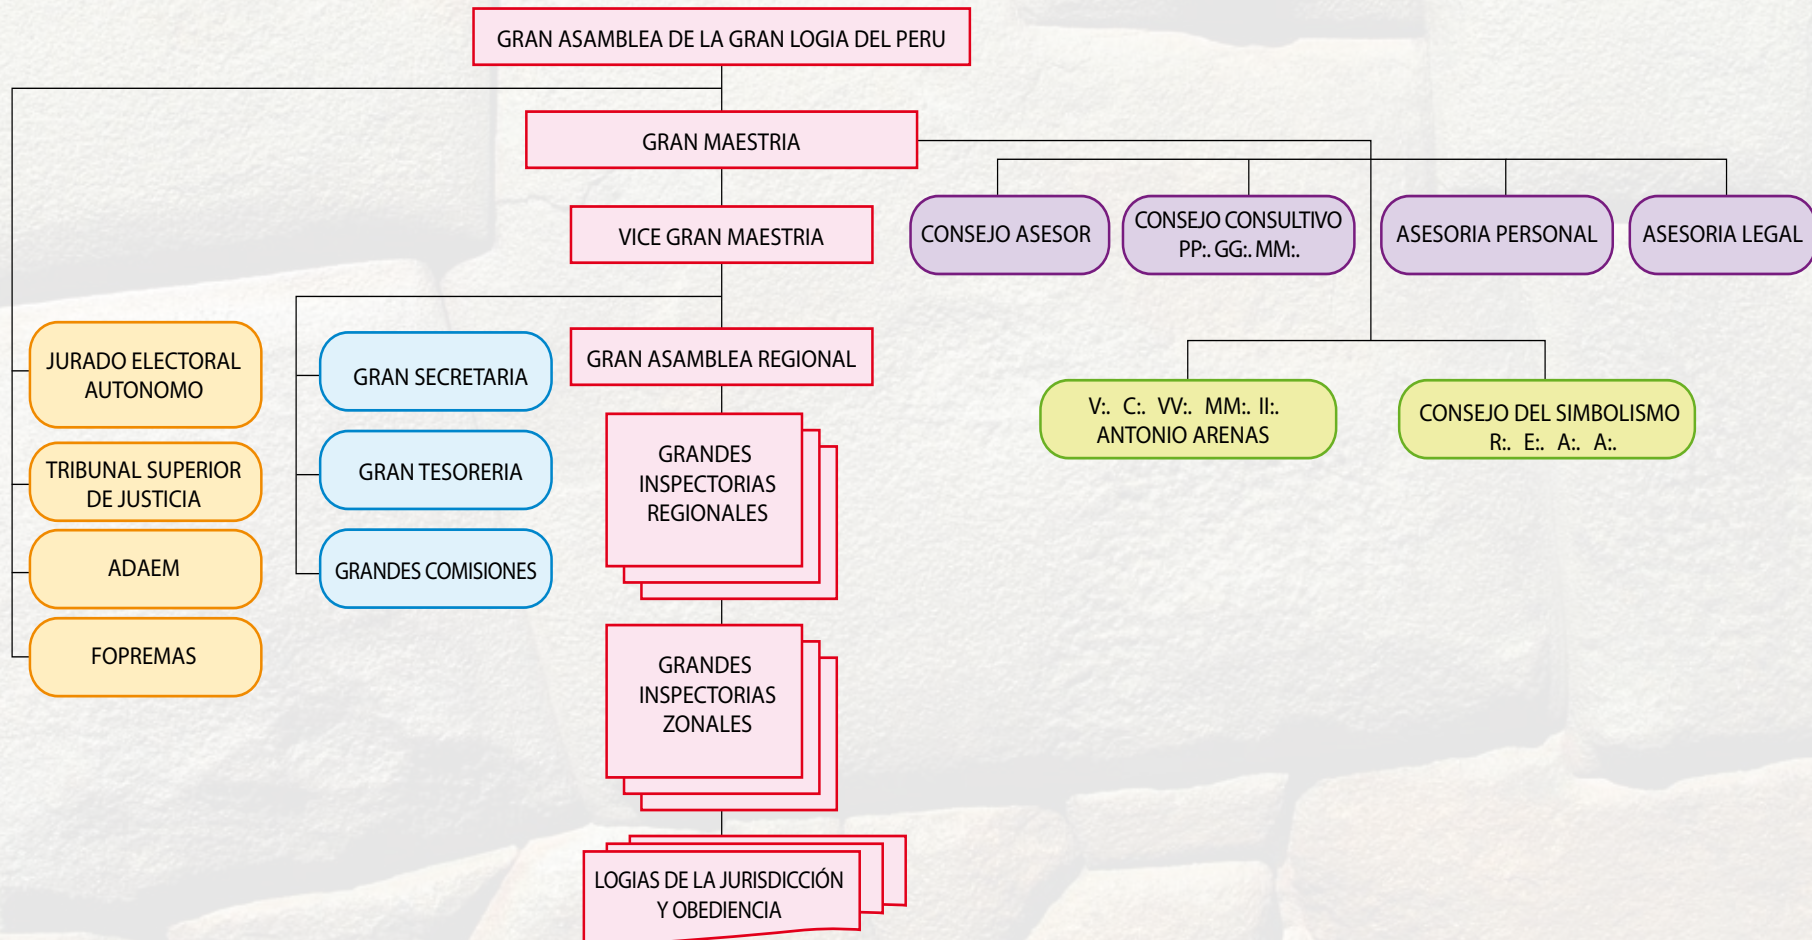 GRAN ASAMBLEA DE LA GRAN LOGIA DEL PERU
GRAN MAESTRIA
VICE GRAN MAESTRIA
CONSEJO ASESOR
CONSEJO CONSULTIVO
PP:. GG:. MM:.
ASESORIA PERSONAL
ASESORIA LEGAL
JURADO ELECTORAL
AUTONOMO
TRIBUNAL SUPERIOR
DE JUSTICIA
ADAEM
FOPREMAS
GRAN SECRETARIA
GRAN TESORERIA
GRANDES COMISIONES
GRAN ASAMBLEA REGIONAL
GRANDES
INSPECTORIAS
REGIONALES
GRANDES
INSPECTORIAS
ZONALES
LOGIAS DE LA JURISDICCIÓN
Y OBEDIENCIA
V:. C:. VV:. MM:. II:.
ANTONIO ARENAS
CONSEJO DEL SIMBOLISMO
R:. E:. A:. A:.